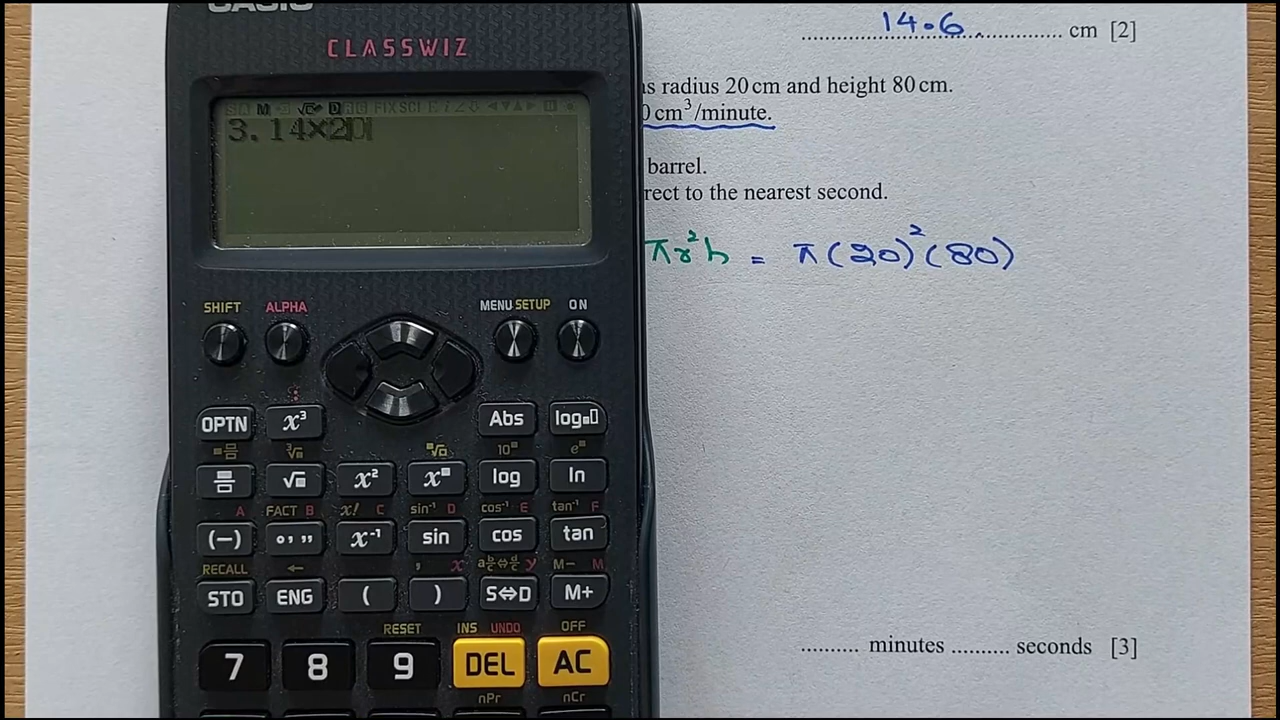 CASIO
CLASSWIZ
3.14×20
SHIFT ALPHA MENU SETUP ON
OPTN x³ Abs log
10 e
√ x² log ln
A FACT B x! C sin⁻¹ D cos⁻¹ E tan⁻¹ F
(−) x⁻¹ sin cos tan
RECALL ← , x y M− M
STO ENG ( ) S⇔D M+
RESET INS UNDO OFF
7 8 9 DEL AC
nPr nCr
14.6 cm [2]
s radius 20 cm and height 80 cm.
0 cm³/minute.
barrel.
rect to the nearest second.
πr²h = π(20)²(80)
.......... minutes .......... seconds [3]